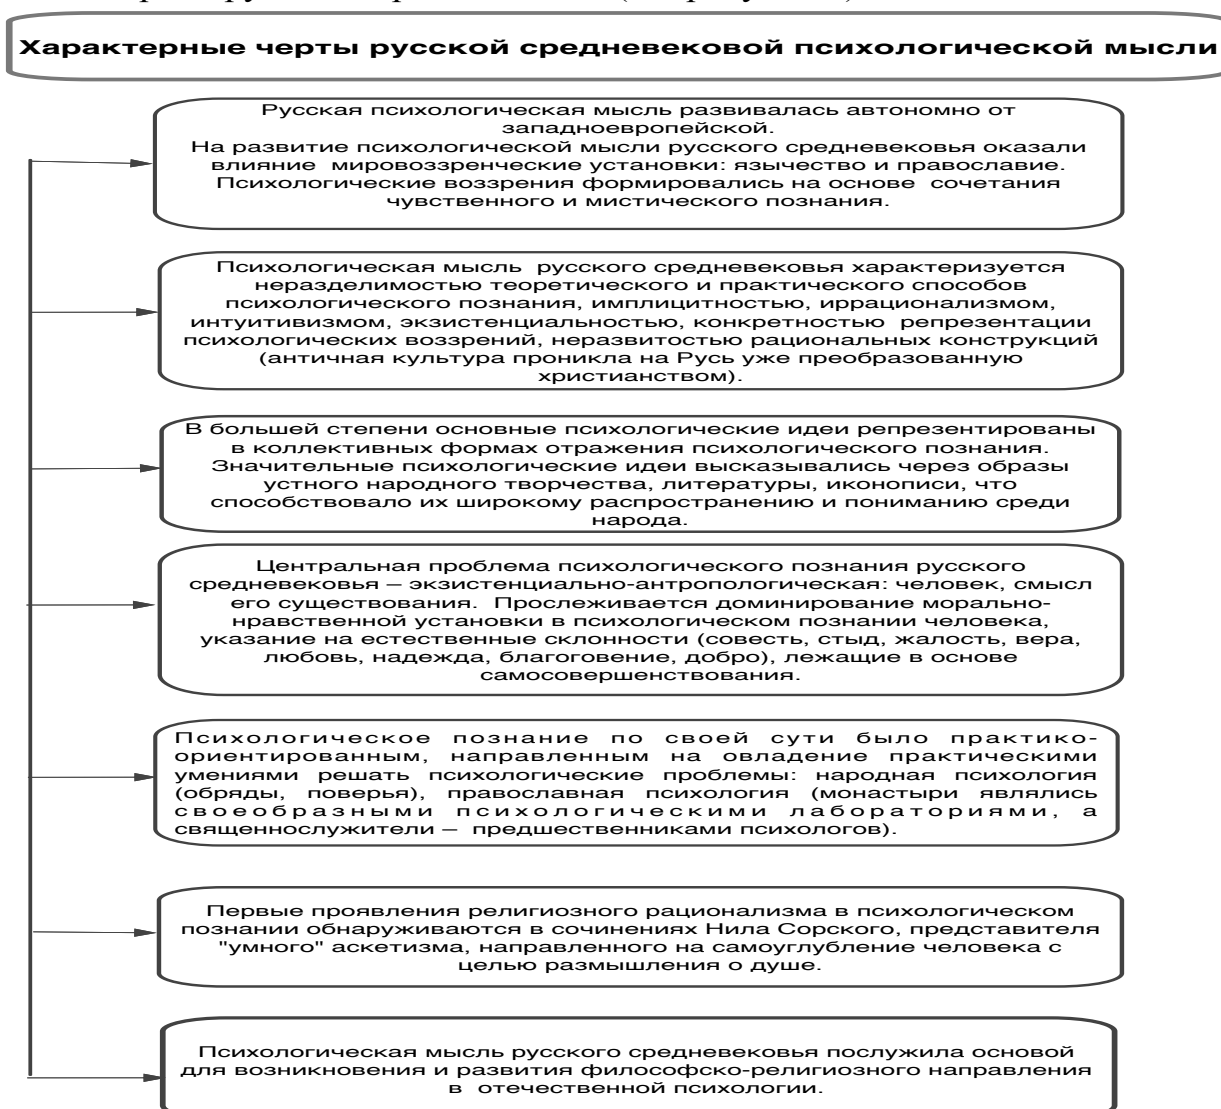 Характерные черты русской средневековой психологической мысли
Русская психологическая мысль развивалась автономно от
западноевропейской.
На развитие психологической мысли русского средневековья оказали
влияние мировоззренческие установки: язычество и православие.
Психологические воззрения формировались на основе сочетания
чувственного и мистического познания.
Психологическая мысль русского средневековья характеризуется
неразделимостью теоретического и практического способов
психологического познания, имплицитностью, иррационализмом,
интуитивизмом, экзистенциальностью, конкретностью репрезентации
психологических воззрений, неразвитостью рациональных конструкций
(античная культура проникла на Русь уже преобразованную
христианством).
В большей степени основные психологические идеи репрезентированы
в коллективных формах отражения психологического познания.
Значительные психологические идеи высказывались через образы
устного народного творчества, литературы, иконописи, что
способствовало их широкому распространению и пониманию среди
народа.
Центральная проблема психологического познания русского
средневековья – экзистенциально-антропологическая: человек, смысл
его существования. Прослеживается доминирование морально-
нравственной установки в психологическом познании человека,
указание на естественные склонности (совесть, стыд, жалость, вера,
любовь, надежда, благоговение, добро), лежащие в основе
самосовершенствования.
Психологическое познание по своей сути было практико-
ориентированным, направленным на овладение практическими
умениями решать психологические проблемы: народная психология
(обряды, поверья), православная психология (монастыри являлись
своеобразными психологическими лабораториями, а
священнослужители – предшественниками психологов).
Первые проявления религиозного рационализма в психологическом
познании обнаруживаются в сочинениях Нила Сорского, представителя
"умного" аскетизма, направленного на самоуглубление человека с
целью размышления о душе.
Психологическая мысль русского средневековья послужила основой
для возникновения и развития философско-религиозного направления
в отечественной психологии.